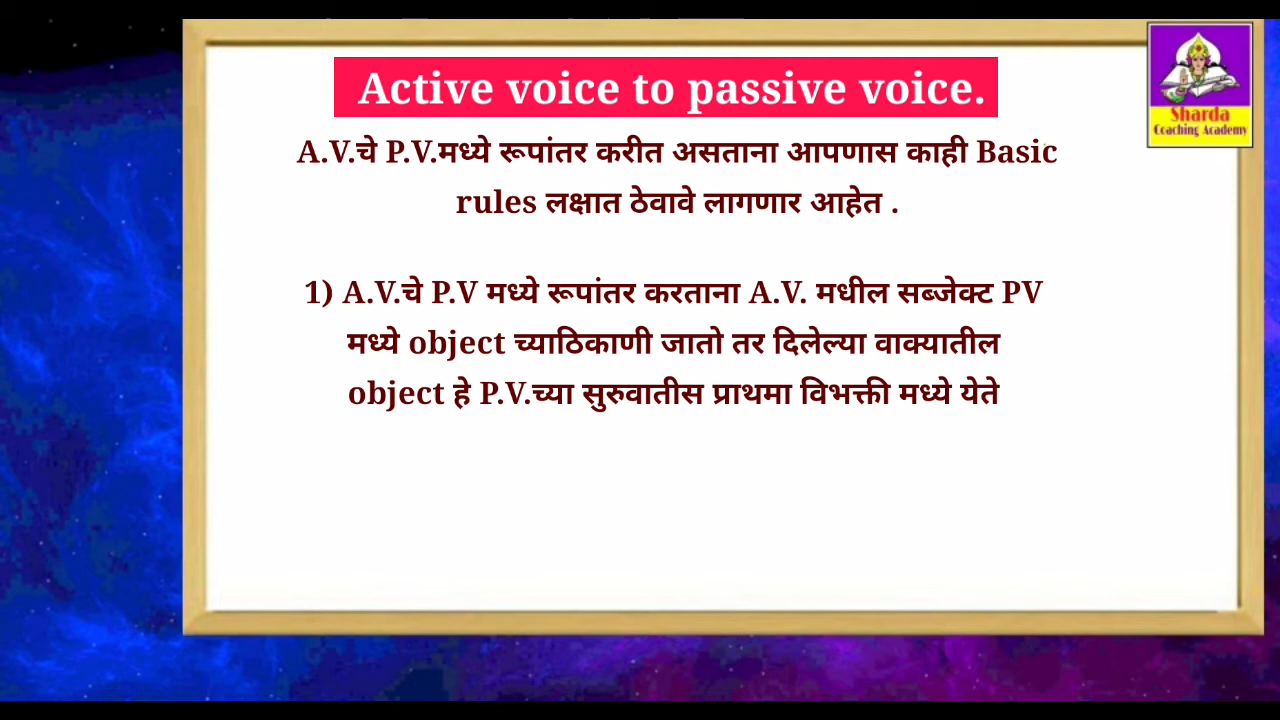 Active voice to passive voice.
A.V.चे P.V.मध्ये रूपांतर करीत असताना आपणास काही Basic
rules लक्षात ठेवावे लागणार आहेत .
1) A.V.चे P.V मध्ये रूपांतर करताना A.V. मधील सब्जेक्ट PV
मध्ये object च्याठिकाणी जातो तर दिलेल्या वाक्यातील
object हे P.V.च्या सुरुवातीस प्राथमा विभक्ती मध्ये येते
Sharda
Coaching Academy